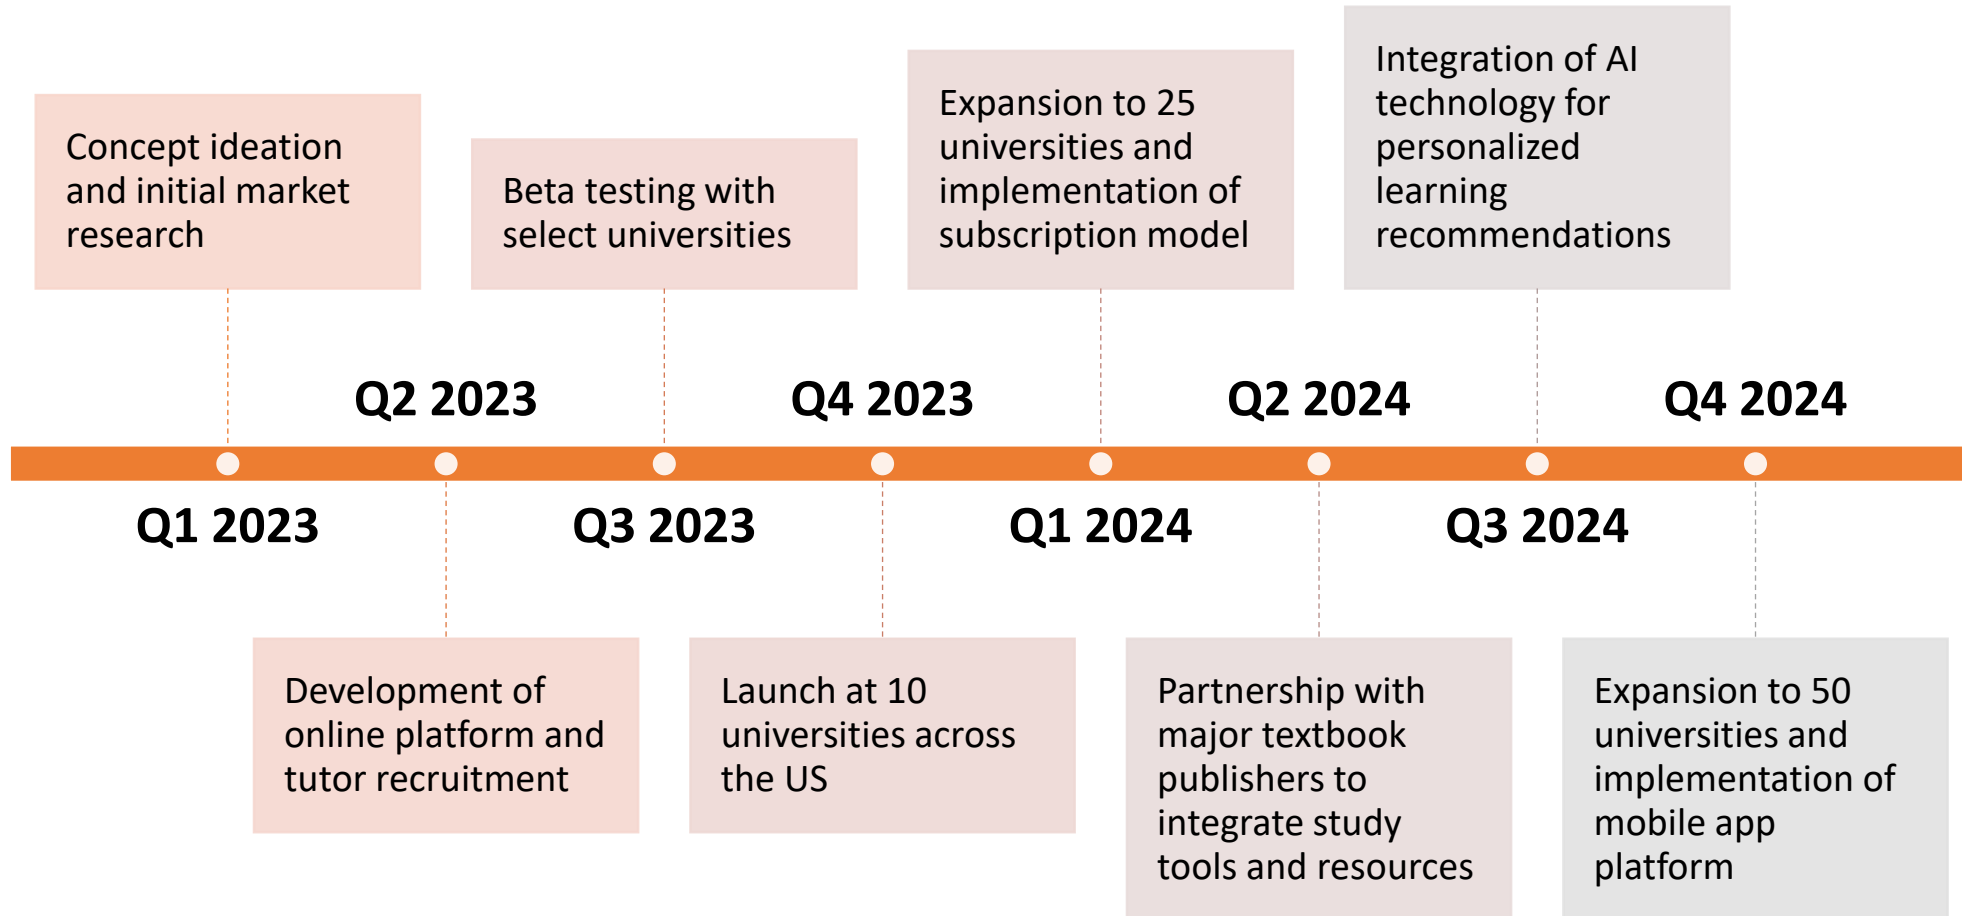 Concept ideation
and initial market
research
Beta testing with
select universities
Expansion to 25
universities and
implementation of
subscription model
Integration of AI
technology for
personalized
learning
recommendations
Q2 2023
Q4 2023
Q2 2024
Q4 2024
Q1 2023
Q3 2023
Q1 2024
Q3 2024
Development of
online platform and
tutor recruitment
Launch at 10
universities across
the US
Partnership with
major textbook
publishers to
integrate study
tools and resources
Expansion to 50
universities and
implementation of
mobile app
platform